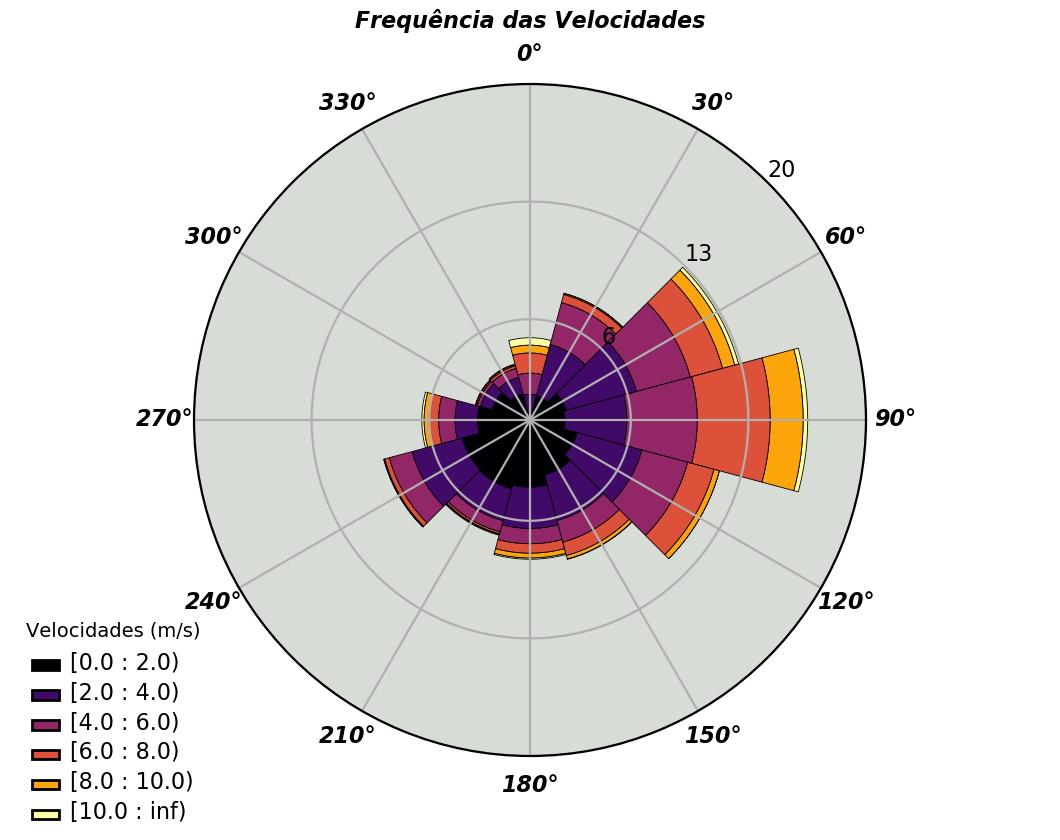 Frequência das Velocidades
0°
330°
30°
20
300°
60°
13
6
270°
90°
240°
120°
210°
150°
180°
Velocidades (m/s)
[0.0 : 2.0)
[2.0 : 4.0)
[4.0 : 6.0)
[6.0 : 8.0)
[8.0 : 10.0)
[10.0 : inf)